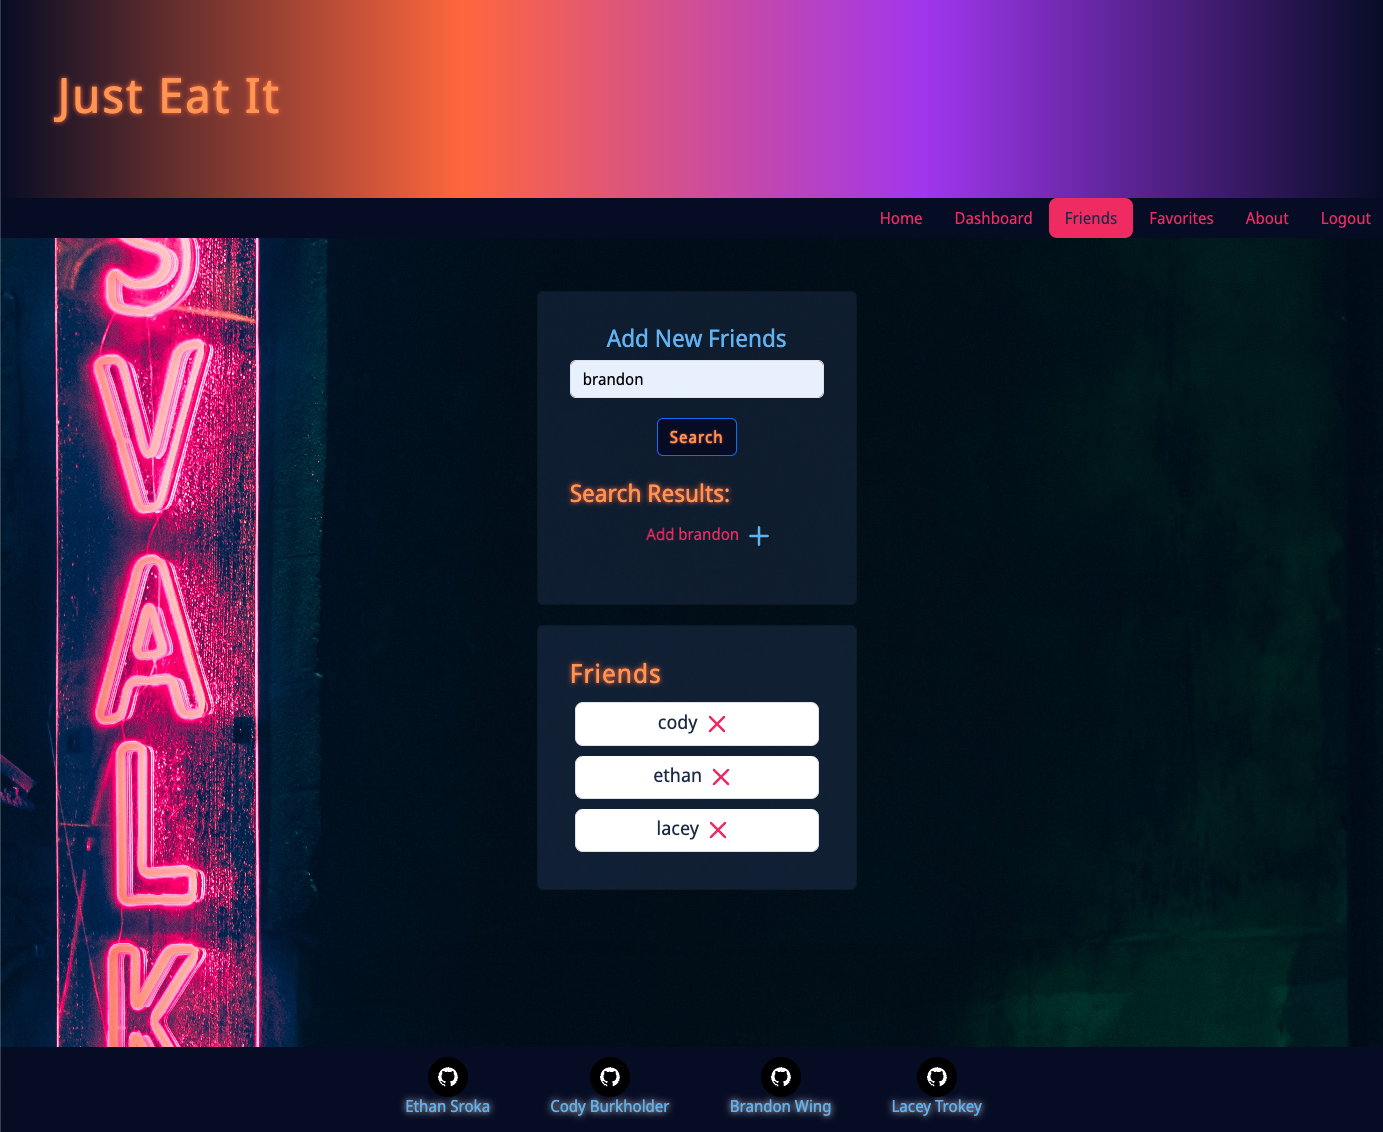 Just Eat It
Home Dashboard Friends Favorites About Logout
S
V
A
L
K
Add New Friends
brandon
Search
Search Results:
Add brandon
Friends
cody
ethan
lacey
Ethan Sroka Cody Burkholder Brandon Wing Lacey Trokey